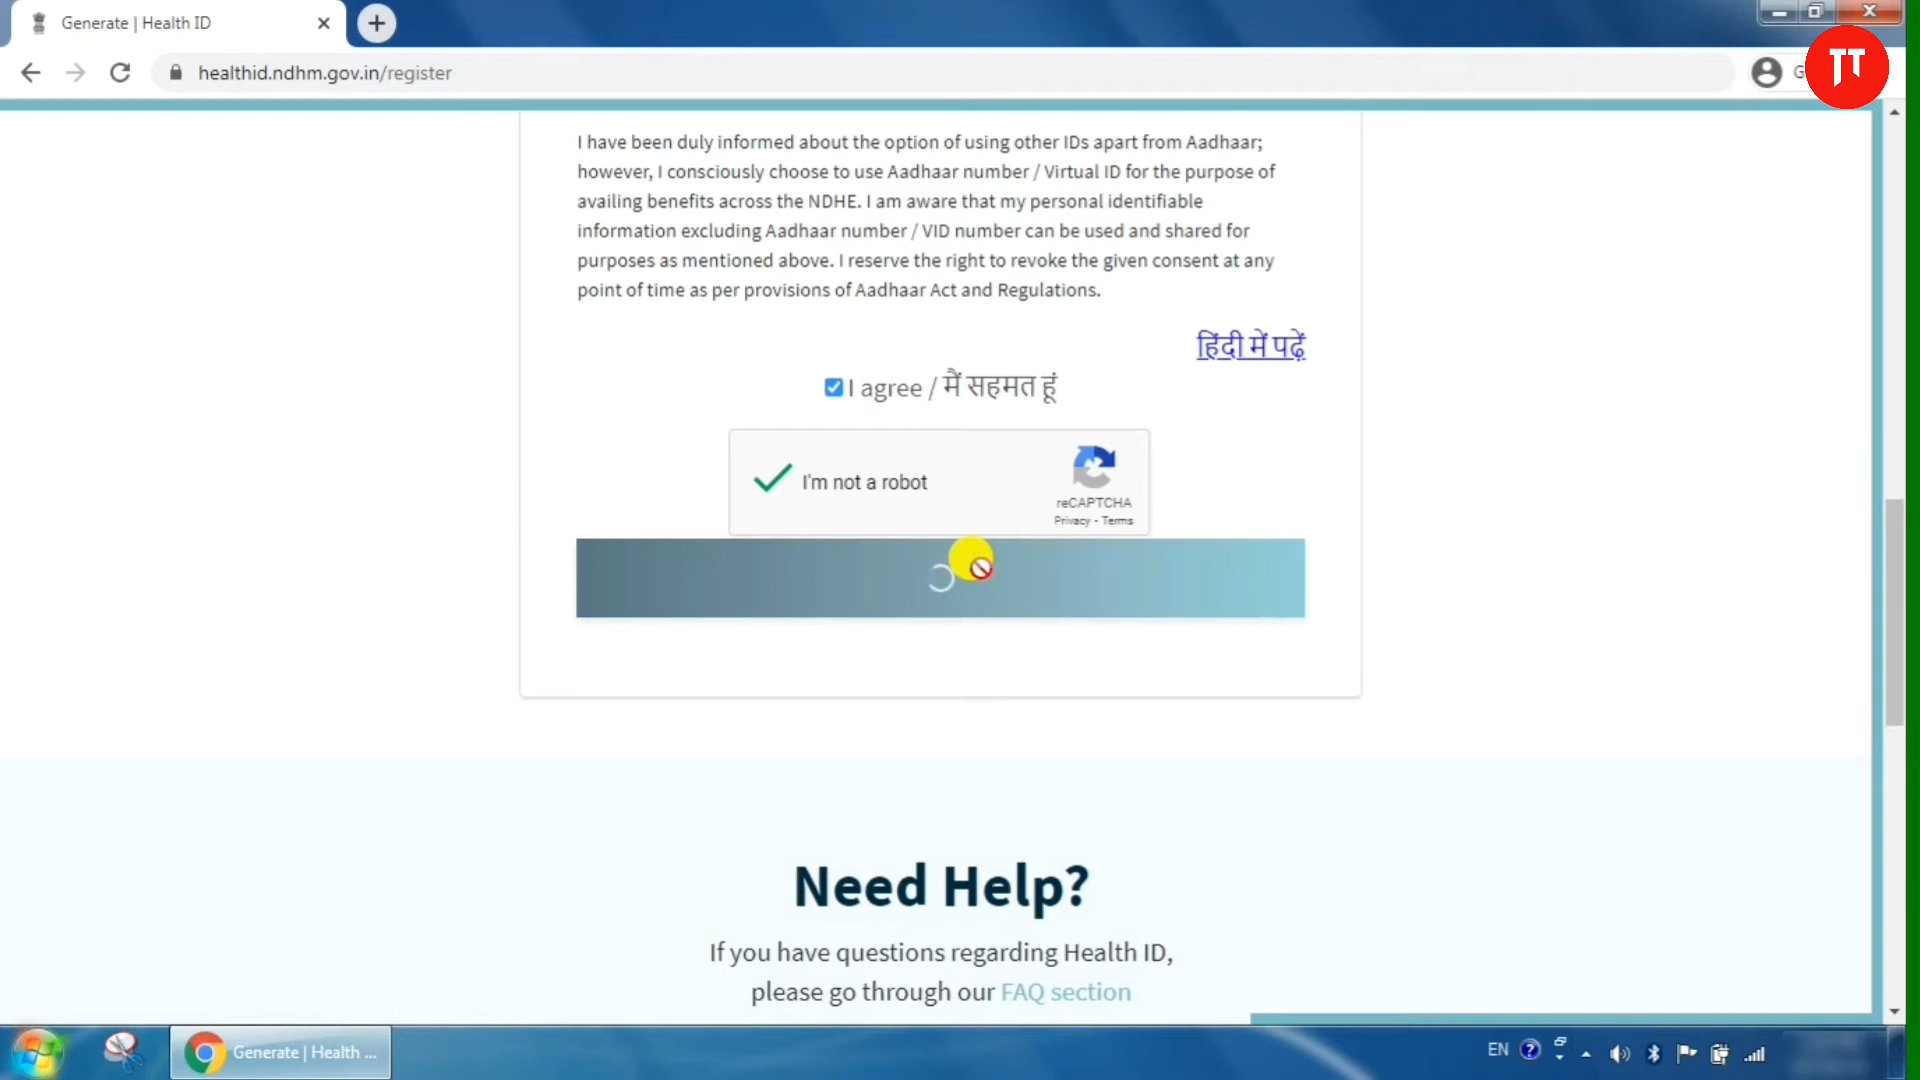 Generate | Health ID
healthid.ndhm.gov.in/register
G
TT
I have been duly informed about the option of using other IDs apart from Aadhaar;
however, I consciously choose to use Aadhaar number / Virtual ID for the purpose of
availing benefits across the NDHE. I am aware that my personal identifiable
information excluding Aadhaar number / VID number can be used and shared for
purposes as mentioned above. I reserve the right to revoke the given consent at any
point of time as per provisions of Aadhaar Act and Regulations.
हिंदी में पढ़ें
I agree / मैं सहमत हूं
I'm not a robot
reCAPTCHA
Privacy - Terms
Need Help?
If you have questions regarding Health ID,
please go through our FAQ section
Generate | Health ...
EN